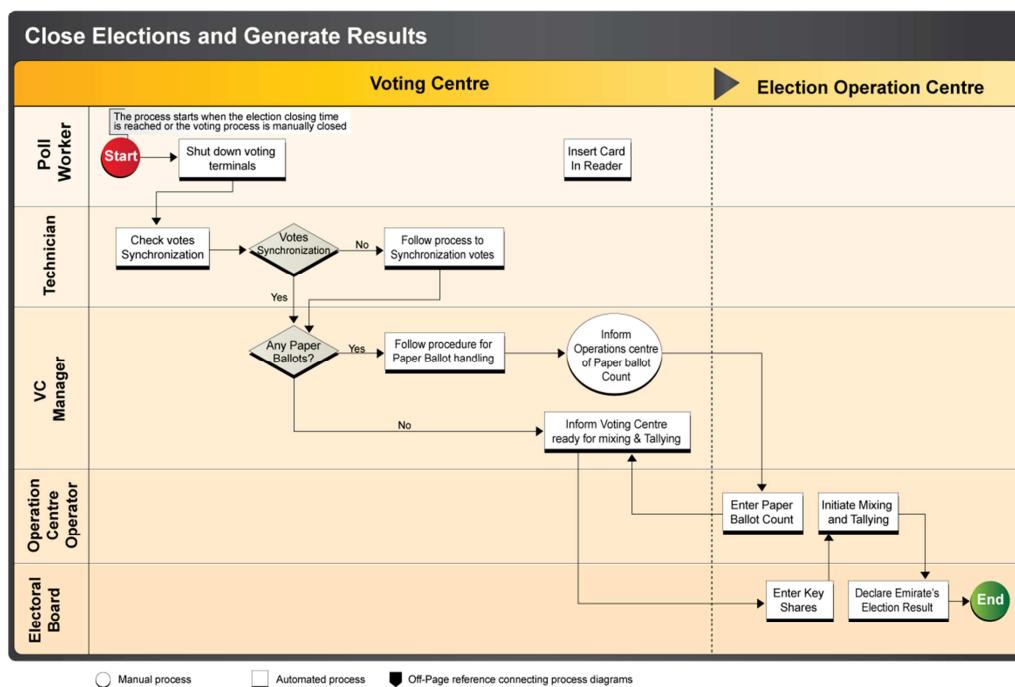 Close Elections and Generate Results
Voting Centre
Election Operation Centre
Poll
Worker
The process starts when the election closing time
is reached or the voting process is manually closed
Start
Shut down voting
terminals
Insert Card
In Reader
Technician
Check votes
Synchronization
Votes
Synchronization
No
Follow process to
Synchronization votes
Yes
VC
Manager
Any Paper
Ballots?
Yes
Follow procedure for
Paper Ballot handling
Inform
Operations centre
of Paper ballot
Count
No
Inform Voting Centre
ready for mixing & Tallying
Operation
Centre
Operator
Enter Paper
Ballot Count
Initiate Mixing
and Tallying
Electoral
Board
Enter Key
Shares
Declare Emirate's
Election Result
End
Manual process
Automated process
Off-Page reference connecting process diagrams